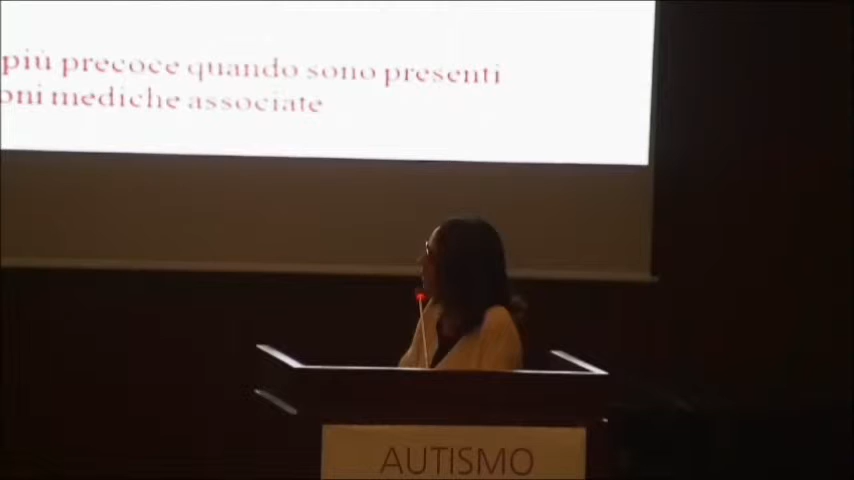 più precoce quando sono presenti
oni mediche associate
AUTISMO